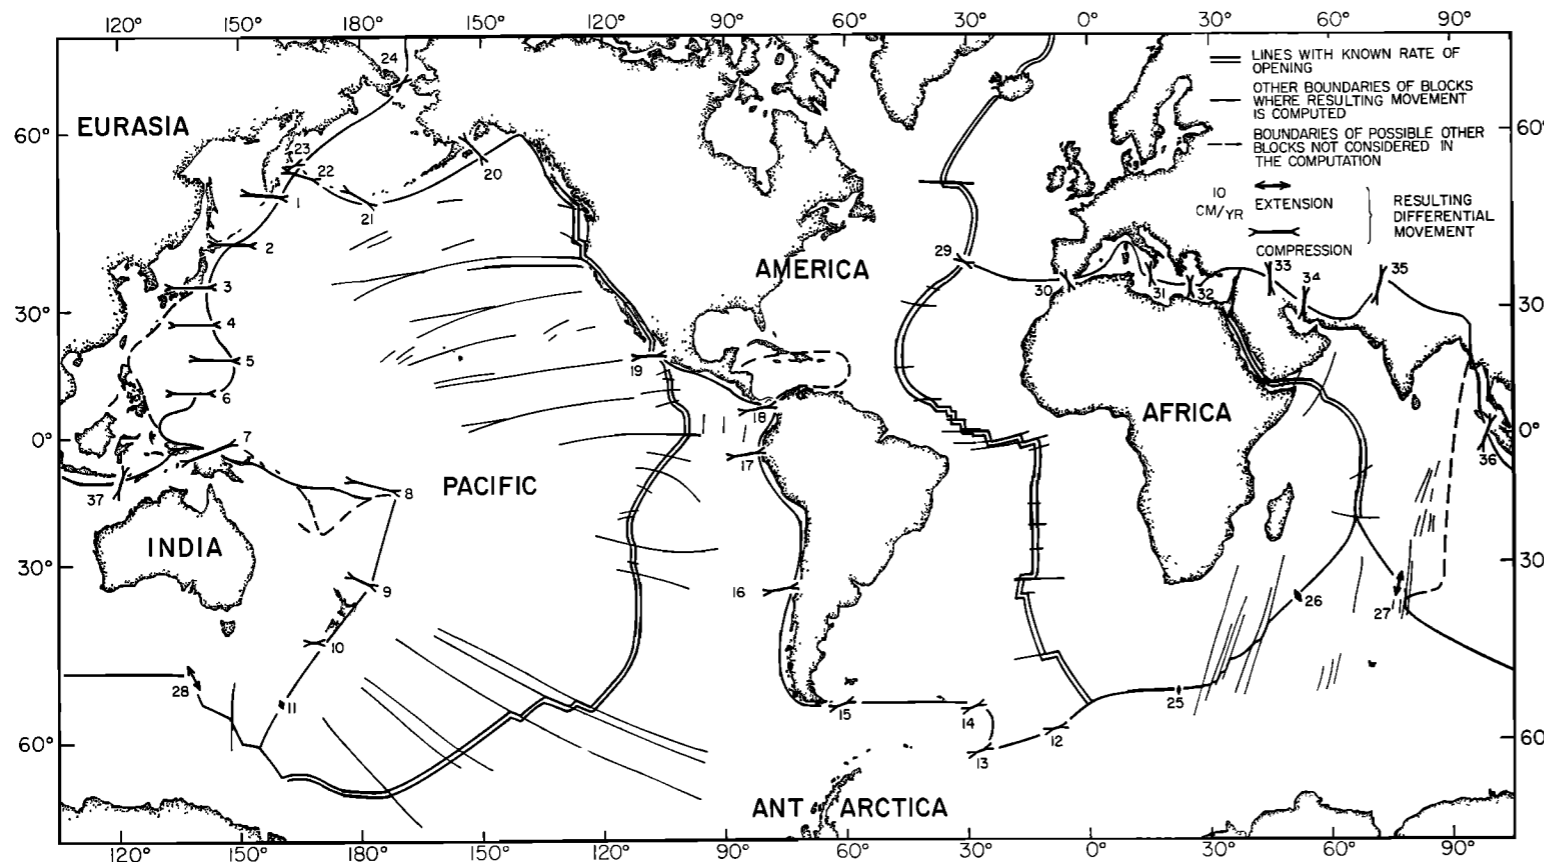 120° 150° 180° 150° 120° 90° 60° 30° 0° 30° 60° 90°
24
LINES WITH KNOWN RATE OF
OPENING
OTHER BOUNDARIES OF BLOCKS
WHERE RESULTING MOVEMENT
IS COMPUTED
BOUNDARIES OF POSSIBLE OTHER
BLOCKS NOT CONSIDERED IN
THE COMPUTATION
10
CM/YR
EXTENSION
COMPRESSION
RESULTING
DIFFERENTIAL
MOVEMENT
60° EURASIA 60°
23
22
20
1
21
2
29
AMERICA
33
34
35
3
30
31
32
30° 30
4
5
19
6
18
AFRICA
0° 0°
7
17
36
37
8
PACIFIC
INDIA
30° 30
9
16
26
27
10
28
11
15
14
25
12
60° 60
13
ANT ARCTICA
120° 150° 180° 150° 120° 90° 60° 30° 0° 30° 60° 90°